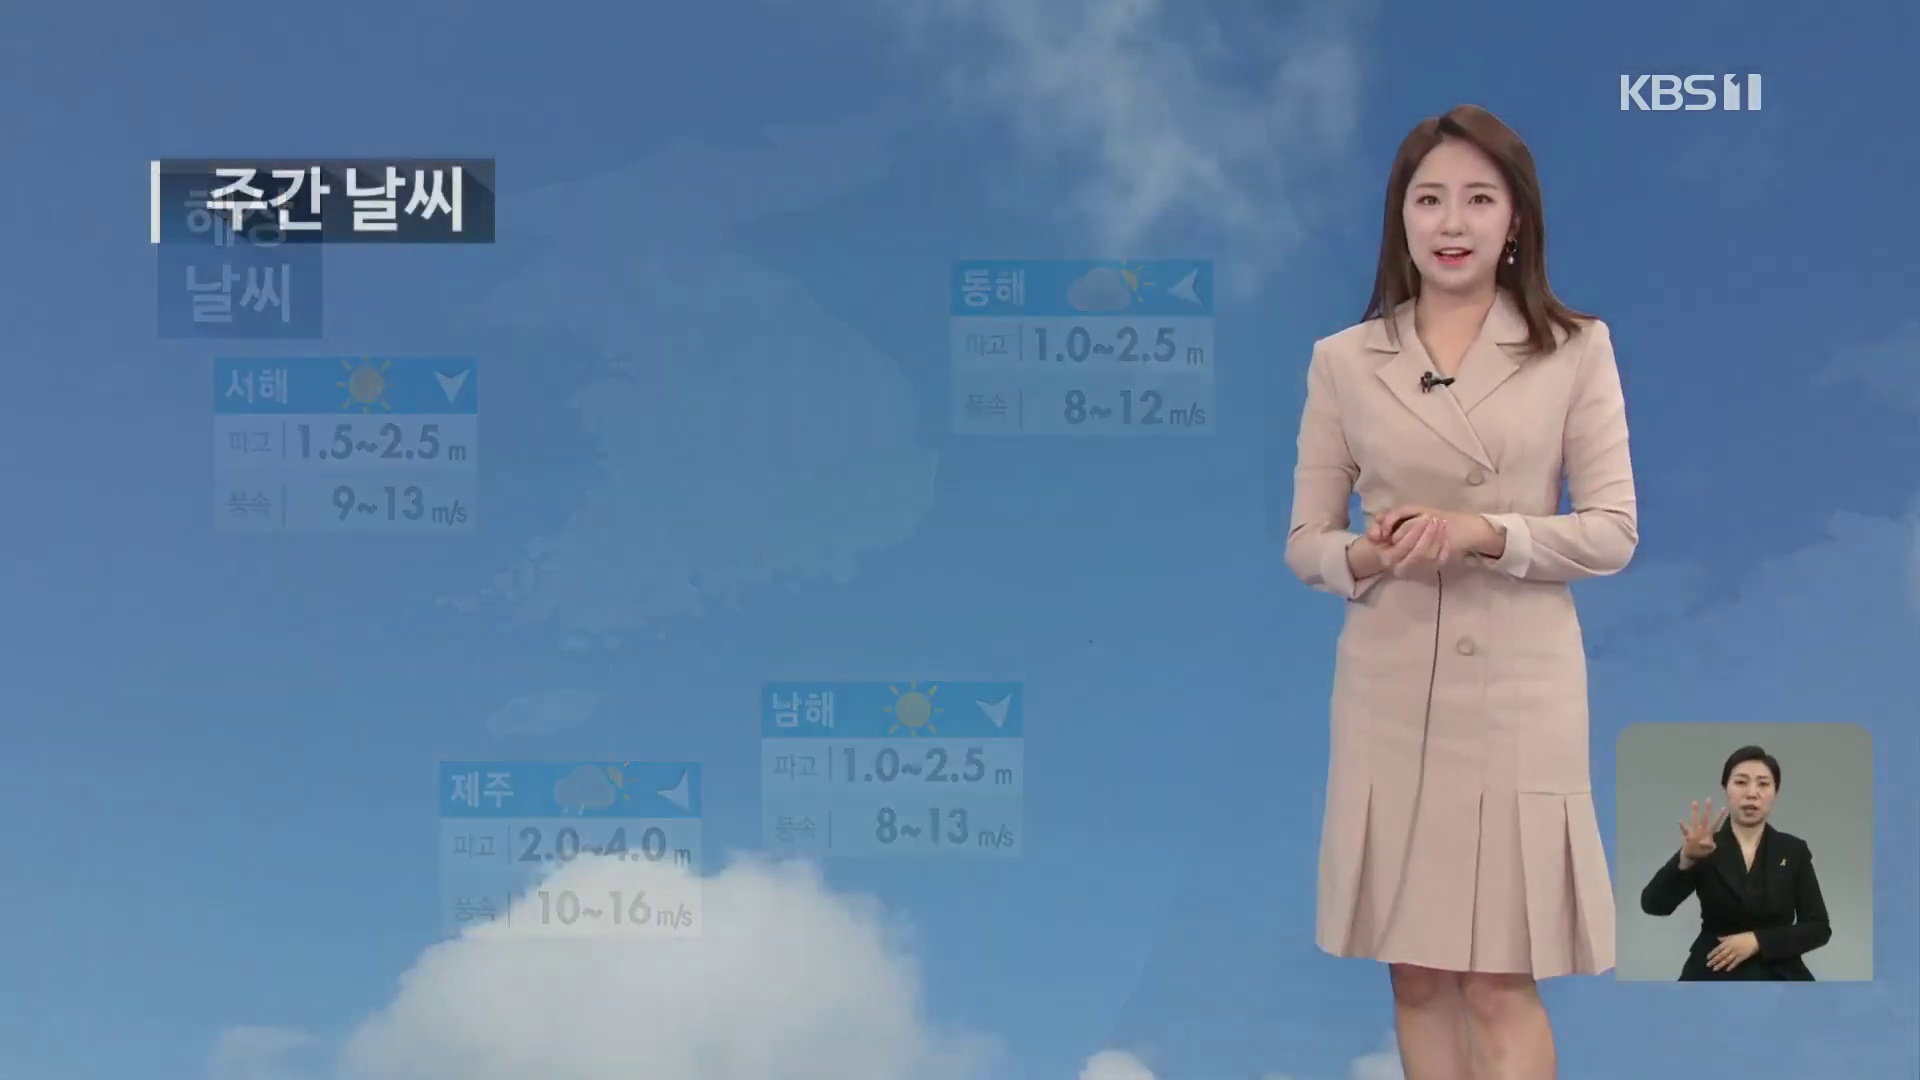 KBS 1
주간 날씨
해상
날씨
동해
파고 1.0~2.5 m
풍속 8~12 m/s
서해
파고 1.5~2.5 m
풍속 9~13 m/s
남해
파고 1.0~2.5 m
풍속 8~13 m/s
제주
파고 2.0~4.0 m
풍속 10~16 m/s